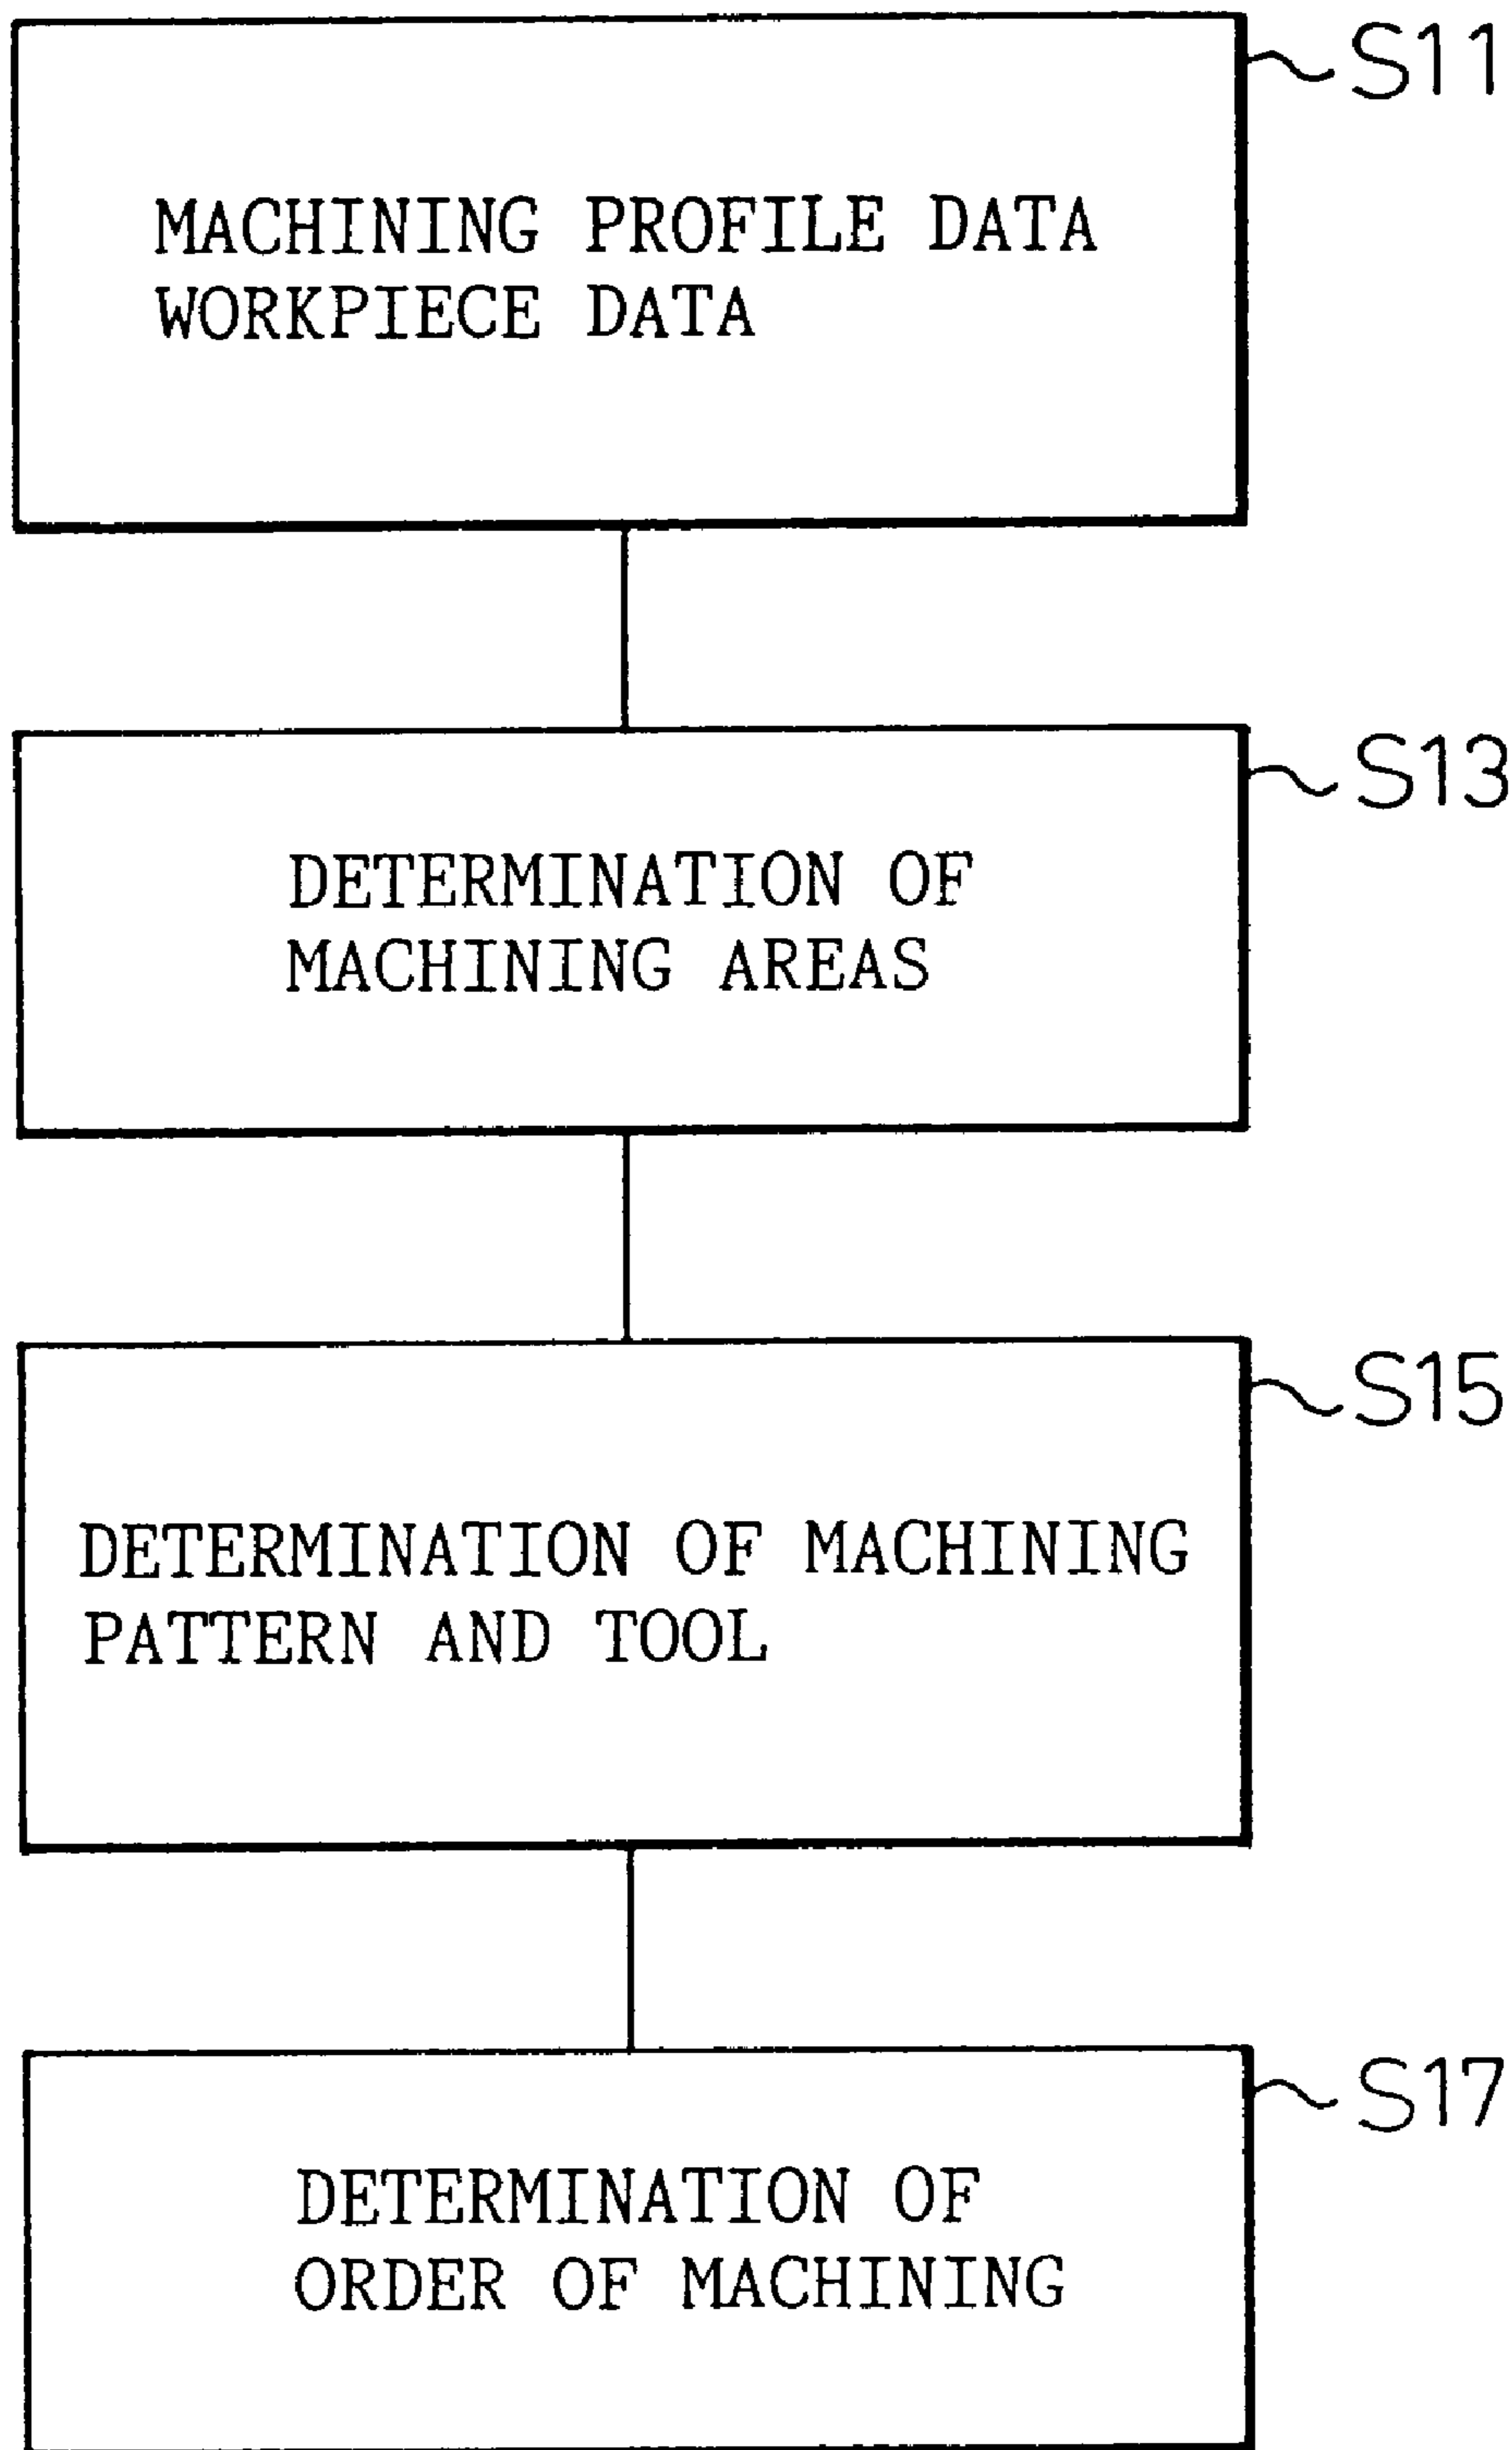 S11
MACHINING PROFILE DATA
WORKPIECE DATA
S13
DETERMINATION OF
MACHINING AREAS
S15
DETERMINATION OF MACHINING
PATTERN AND TOOL
S17
DETERMINATION OF
ORDER OF MACHINING